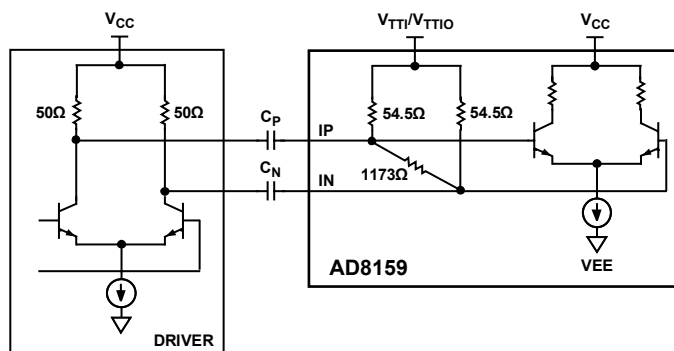 VCC
VTTI/VTTIO
VCC
50Ω
50Ω
CP
IP
54.5Ω
54.5Ω
CN
IN
1173Ω
AD8159
VEE
DRIVER